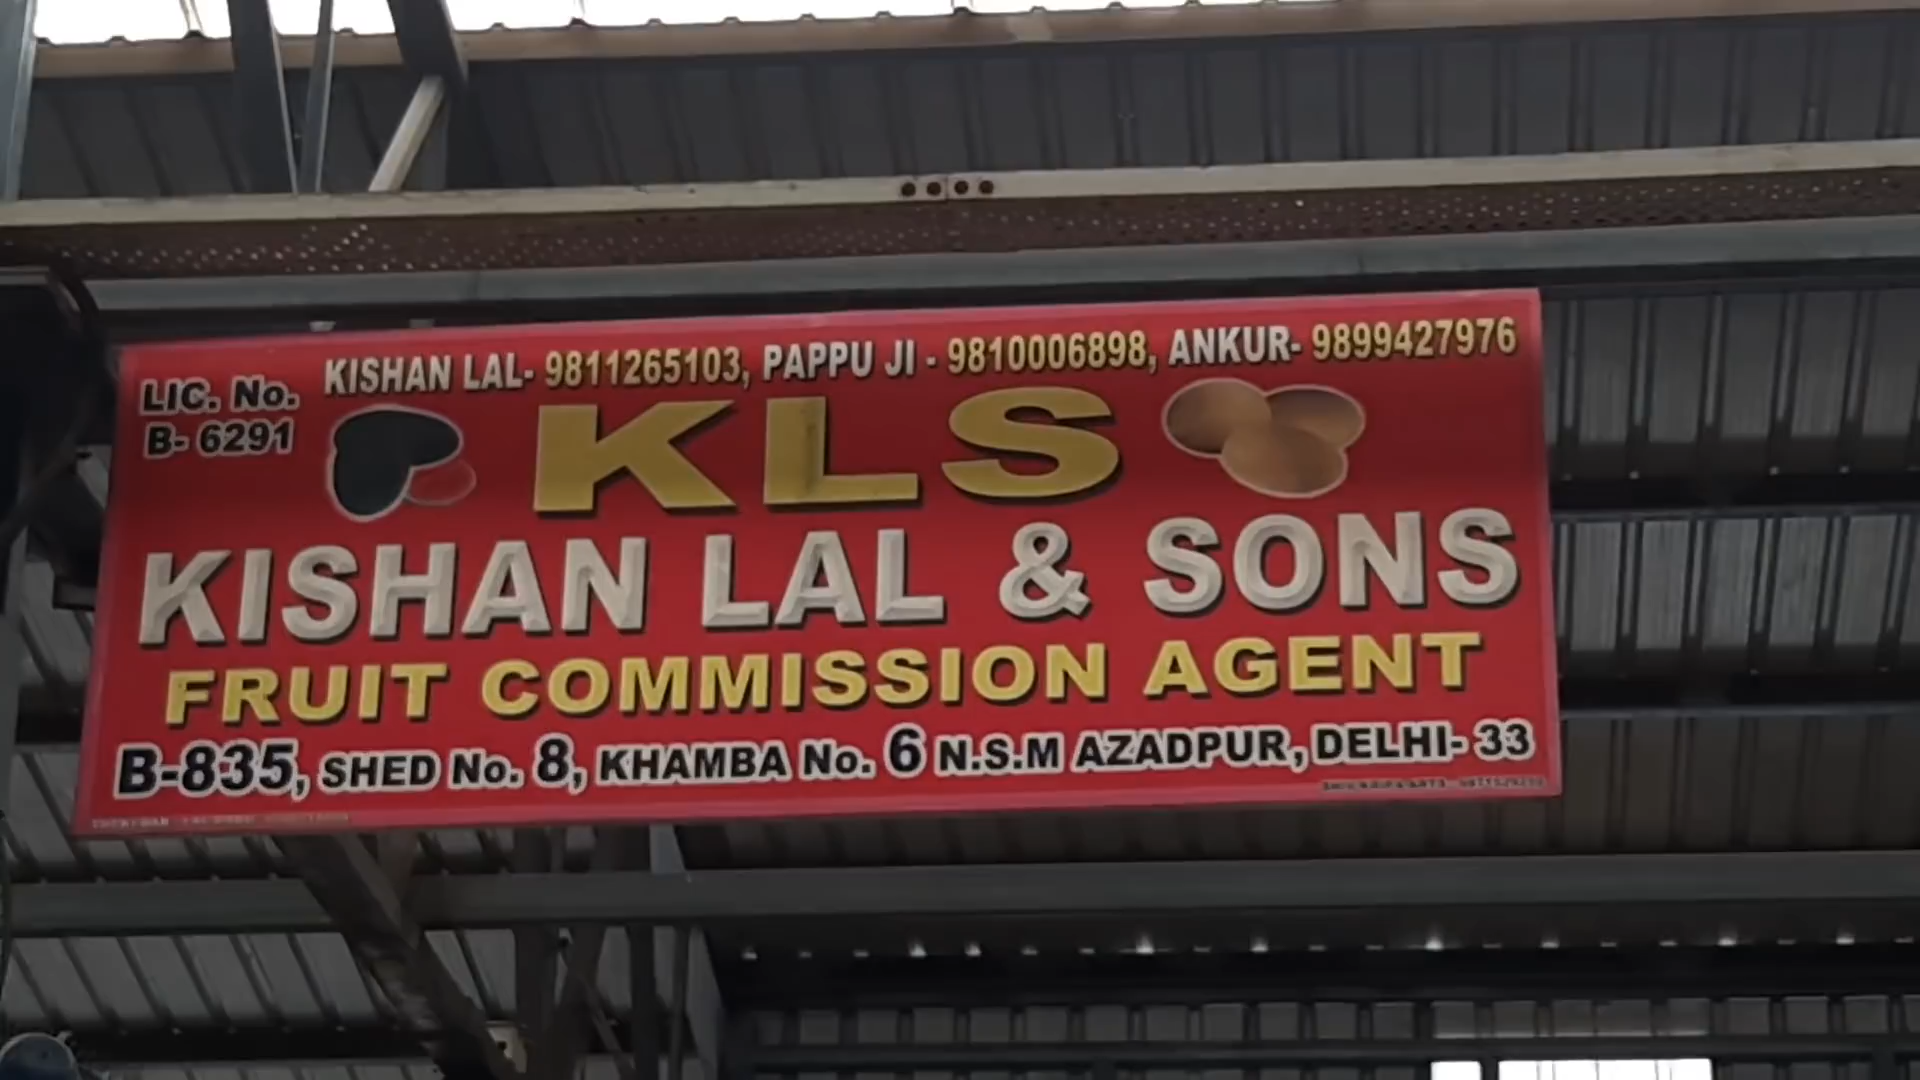 KISHAN LAL- 9811265103, PAPPU JI - 9810006898, ANKUR- 9899427976
LIC. No.
B- 6291
KLS
KISHAN LAL & SONS
FRUIT COMMISSION AGENT
B-835, SHED No. 8, KHAMBA No. 6 N.S.M AZADPUR, DELHI- 33